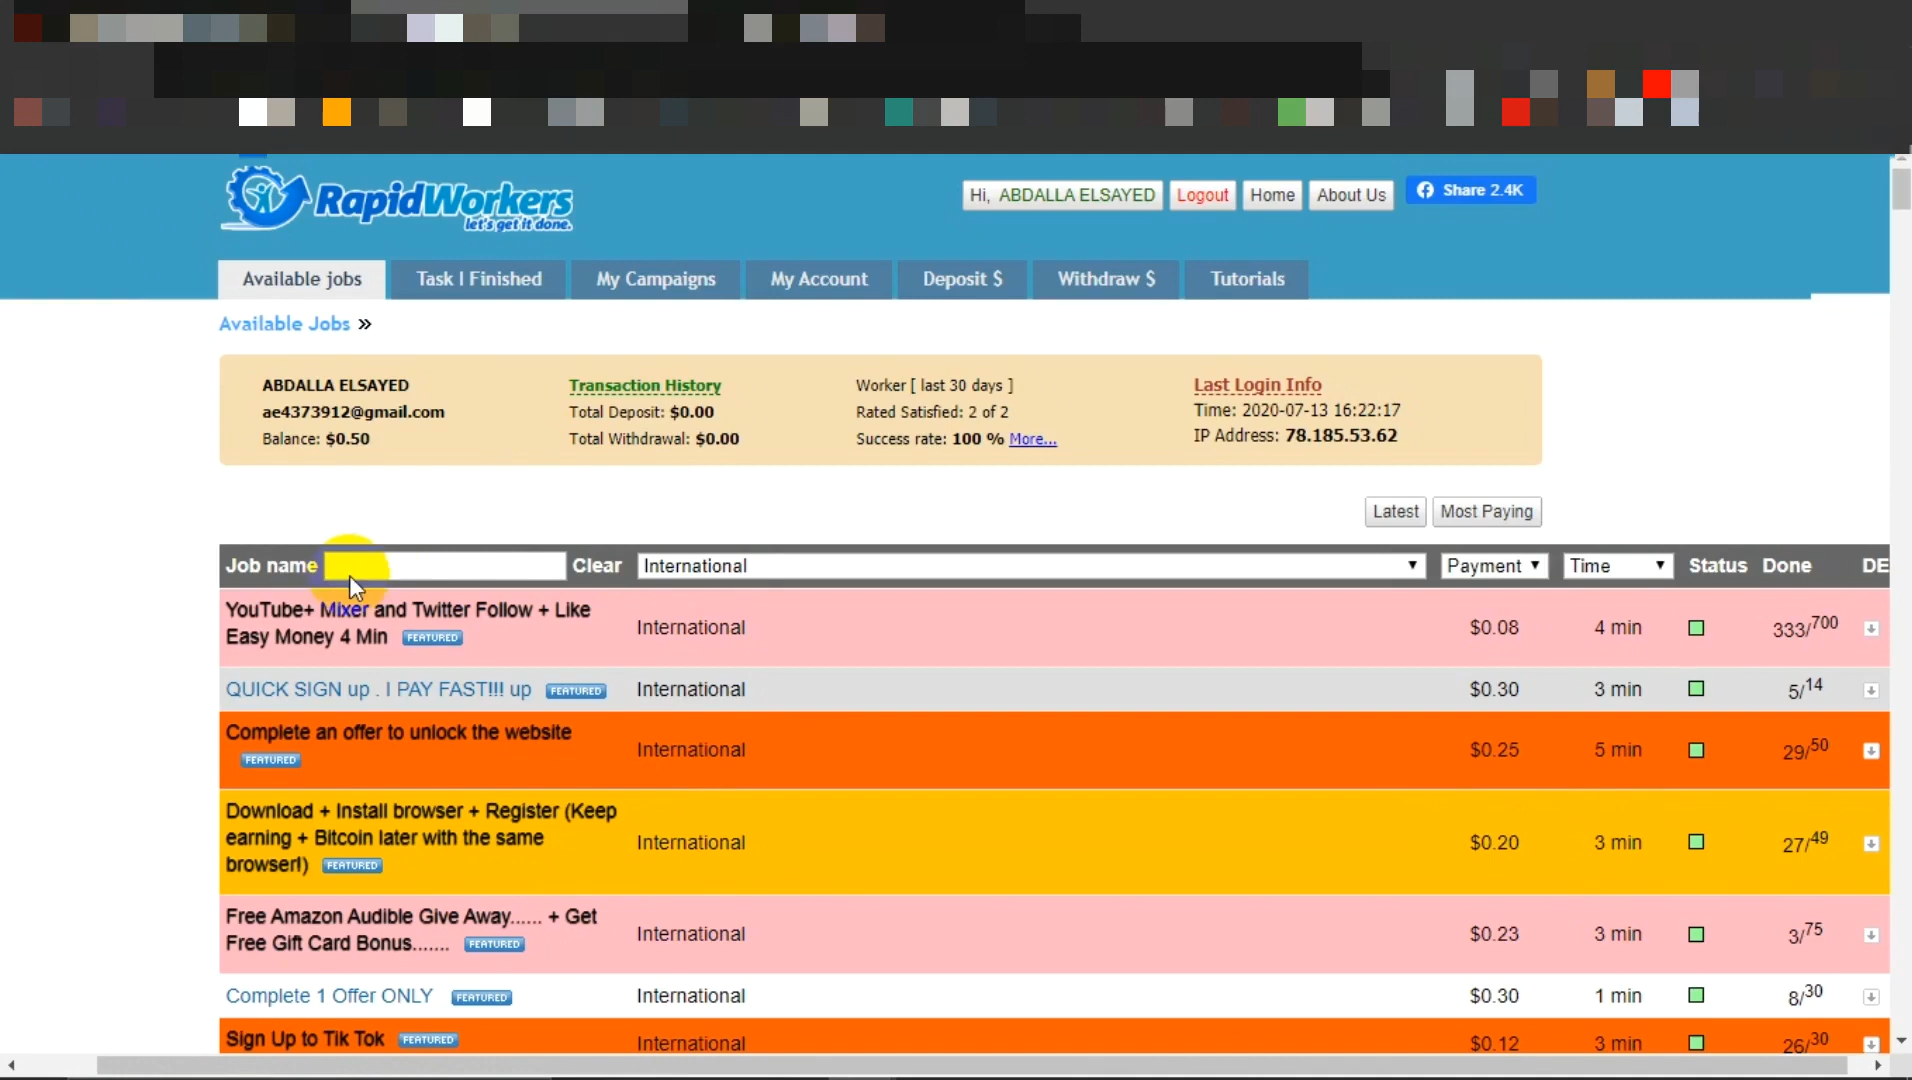 RapidWorkers
let's get it done.
Hi, ABDALLA ELSAYED
Logout
Home
About Us
Share 2.4K
Available jobs
Task I Finished
My Campaigns
My Account
Deposit $
Withdraw $
Tutorials
Available Jobs »
ABDALLA ELSAYED
ae4373912@gmail.com
Balance: $0.50
Transaction History
Total Deposit: $0.00
Total Withdrawal: $0.00
Worker [ last 30 days ]
Rated Satisfied: 2 of 2
Success rate: 100 % More...
Last Login Info
Time: 2020-07-13 16:22:17
IP Address: 78.185.53.62
Latest
Most Paying
Job name Clear International Payment Time Status Done DE
YouTube+ Mixer and Twitter Follow + Like
Easy Money 4 Min FEATURED
International $0.08 4 min 333/700
QUICK SIGN up . I PAY FAST!!! up FEATURED International $0.30 3 min 5/14
Complete an offer to unlock the website
FEATURED
International $0.25 5 min 29/50
Download + Install browser + Register (Keep
earning + Bitcoin later with the same
browser!) FEATURED
International $0.20 3 min 27/49
Free Amazon Audible Give Away...... + Get
Free Gift Card Bonus....... FEATURED
International $0.23 3 min 3/75
Complete 1 Offer ONLY FEATURED International $0.30 1 min 8/30
Sign Up to Tik Tok FEATURED International $0.12 3 min 26/30